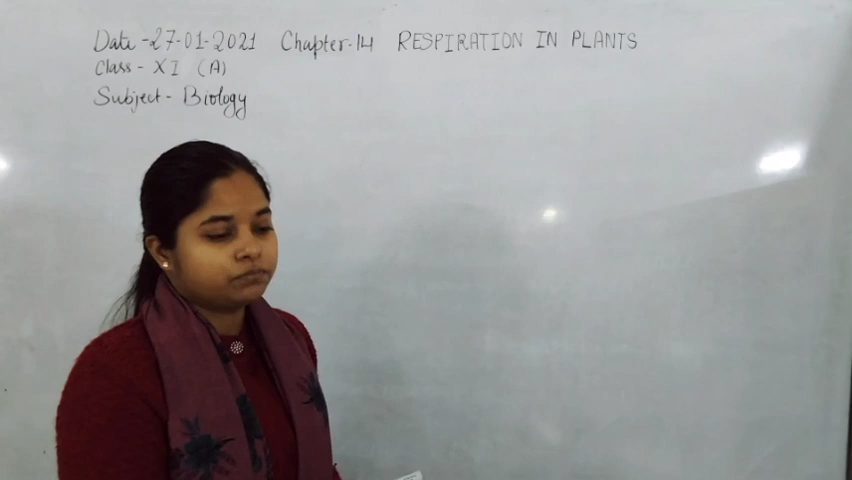 Date -27-01-2021 Chapter-14 RESPIRATION IN PLANTS
Class - XI (A)
Subject - Biology